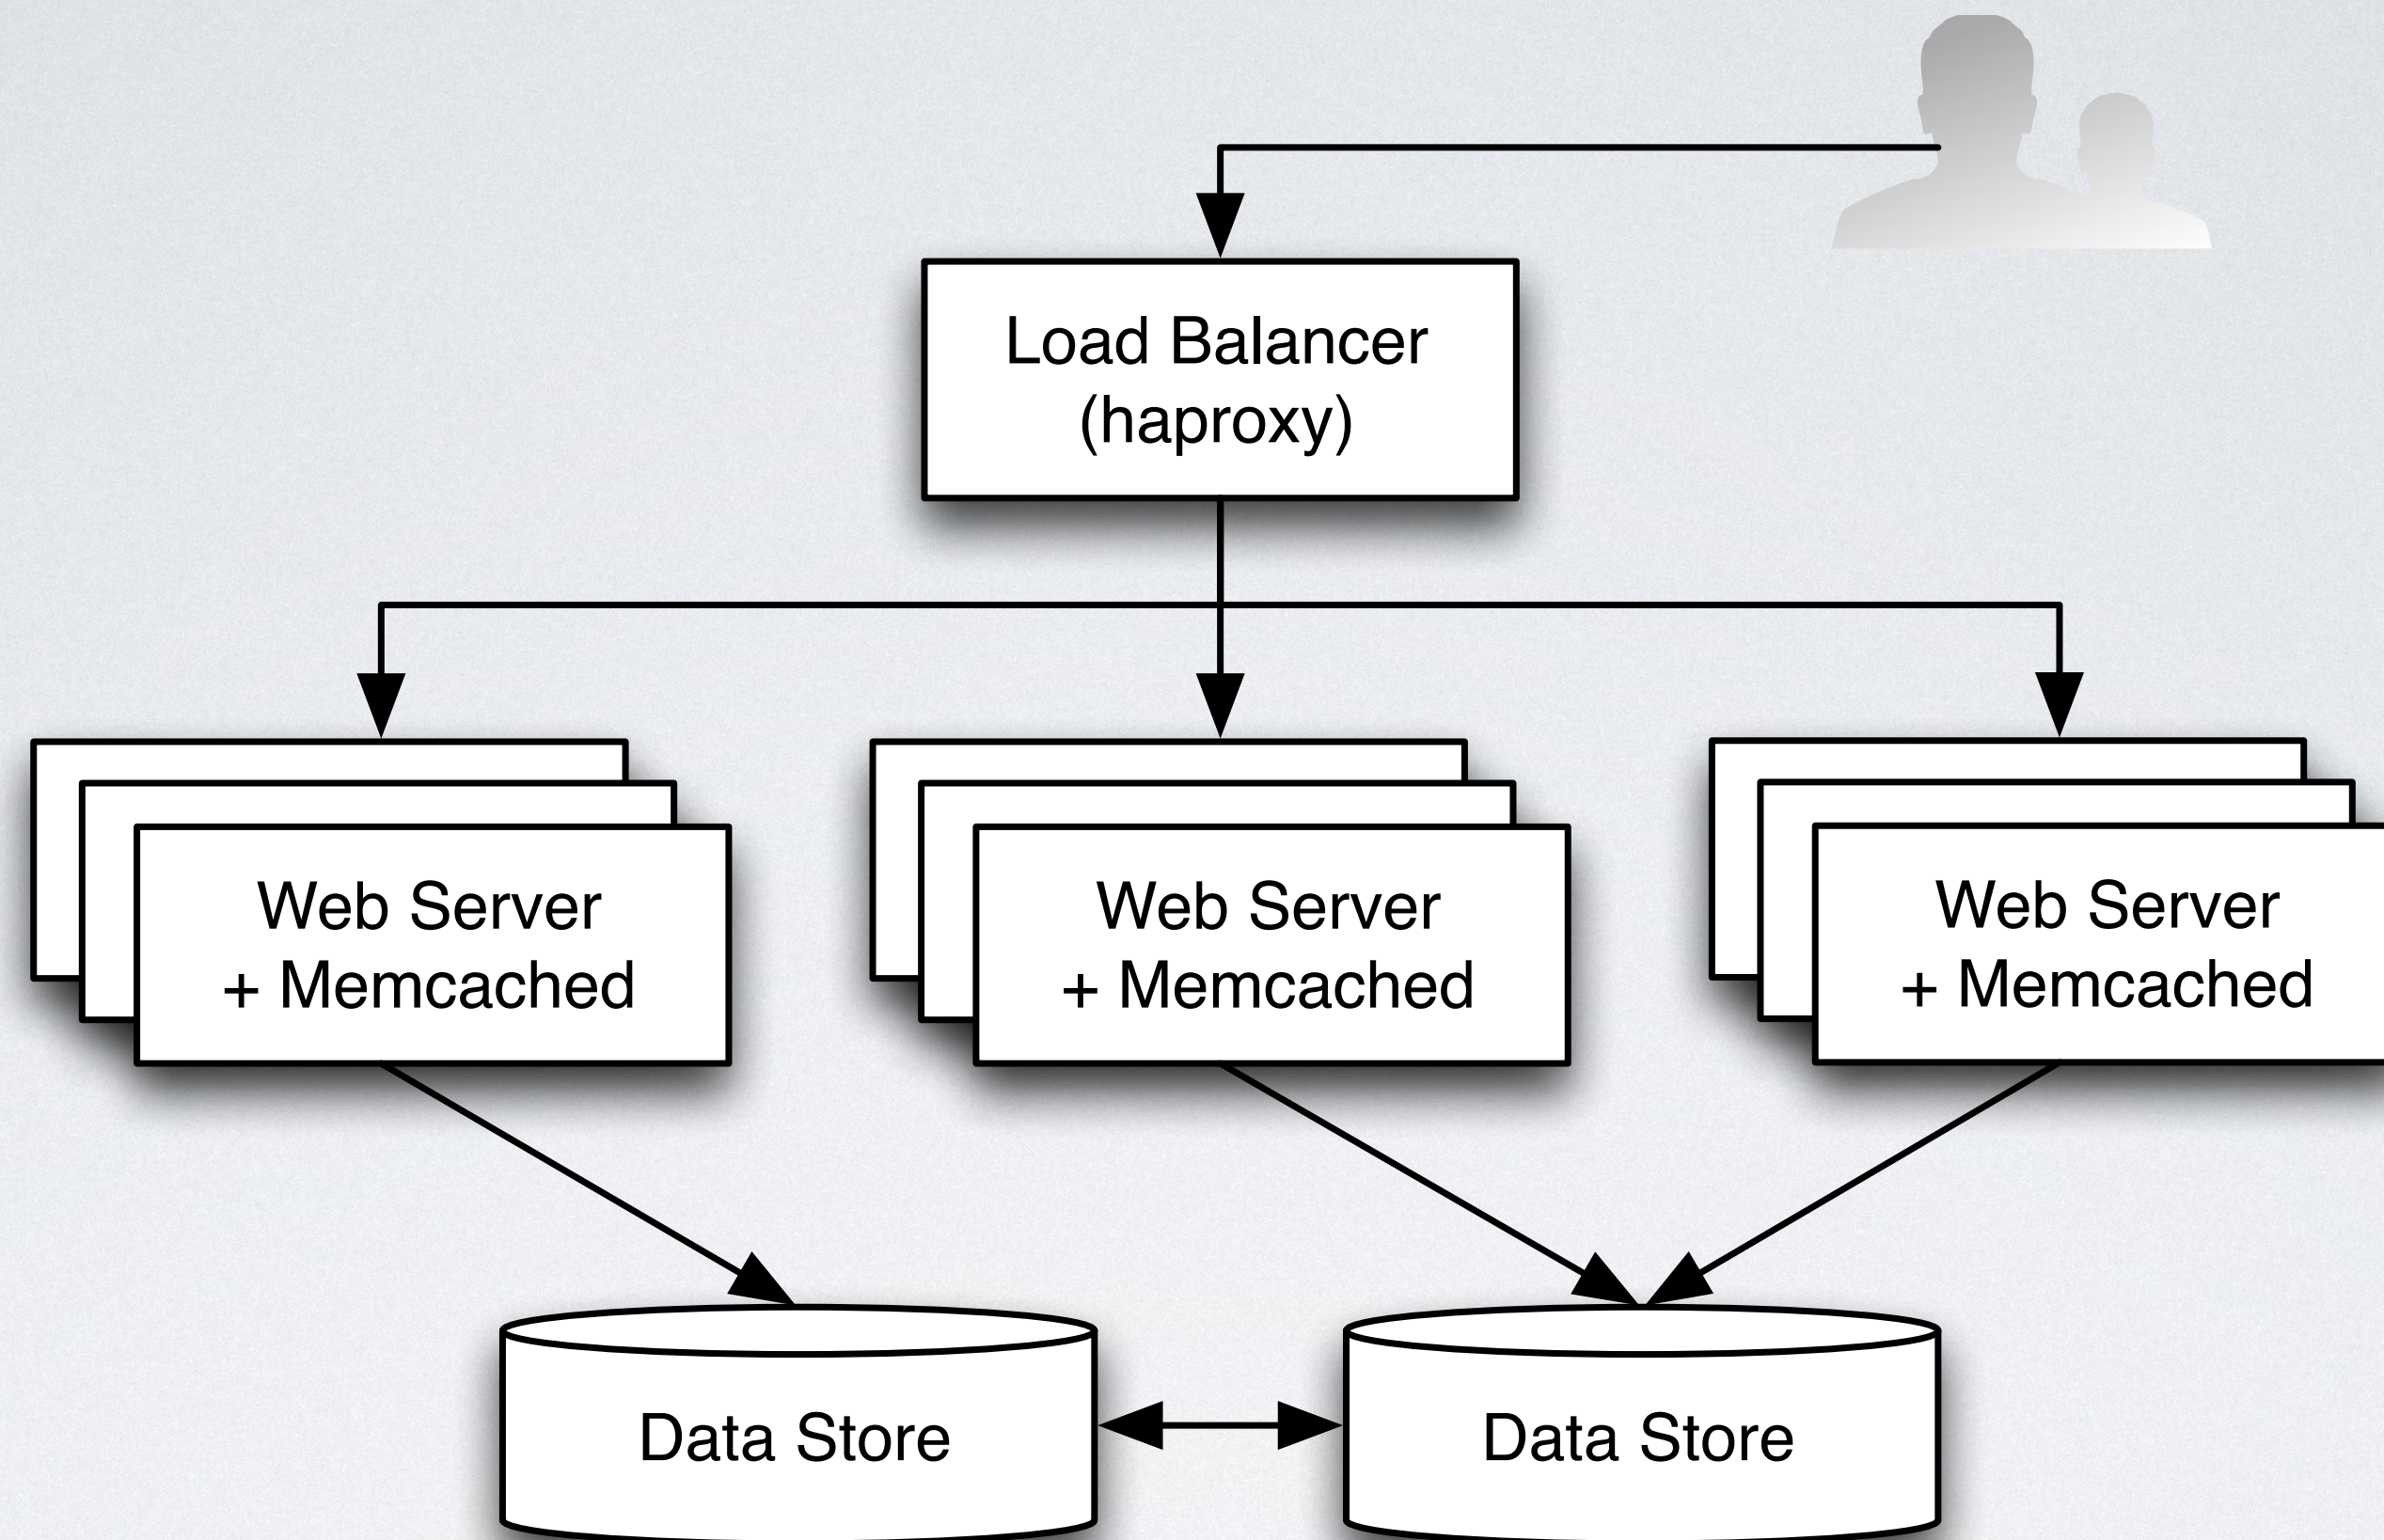 Load Balancer
(haproxy)
Web Server
+ Memcached
Web Server
+ Memcached
Web Server
+ Memcached
Data Store
Data Store